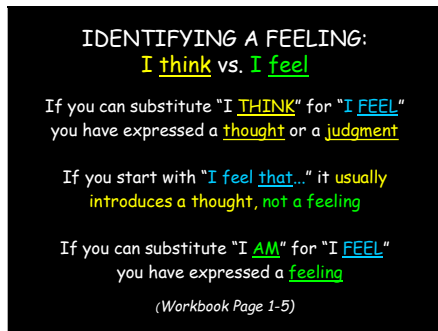 IDENTIFYING A FEELING:
I think vs. I feel
If you can substitute “I THINK” for “I FEEL”
you have expressed a thought or a judgment
If you start with “I feel that...” it usually
introduces a thought, not a feeling
If you can substitute “I AM” for “I FEEL”
you have expressed a feeling
(Workbook Page 1-5)